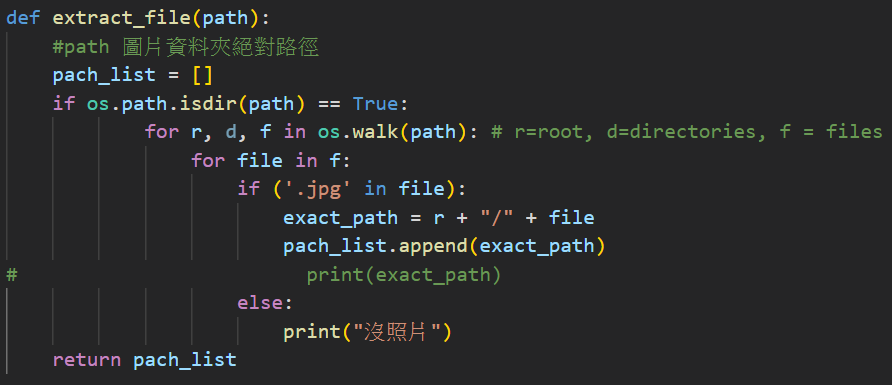 def extract_file(path):
    #path 圖片資料夾絕對路徑
    pach_list = []
    if os.path.isdir(path) == True:
            for r, d, f in os.walk(path): # r=root, d=directories, f = files
                for file in f:
                    if ('.jpg' in file):
                        exact_path = r + "/" + file
                        pach_list.append(exact_path)
#                         print(exact_path)
                    else:
                        print("沒照片")
    return pach_list